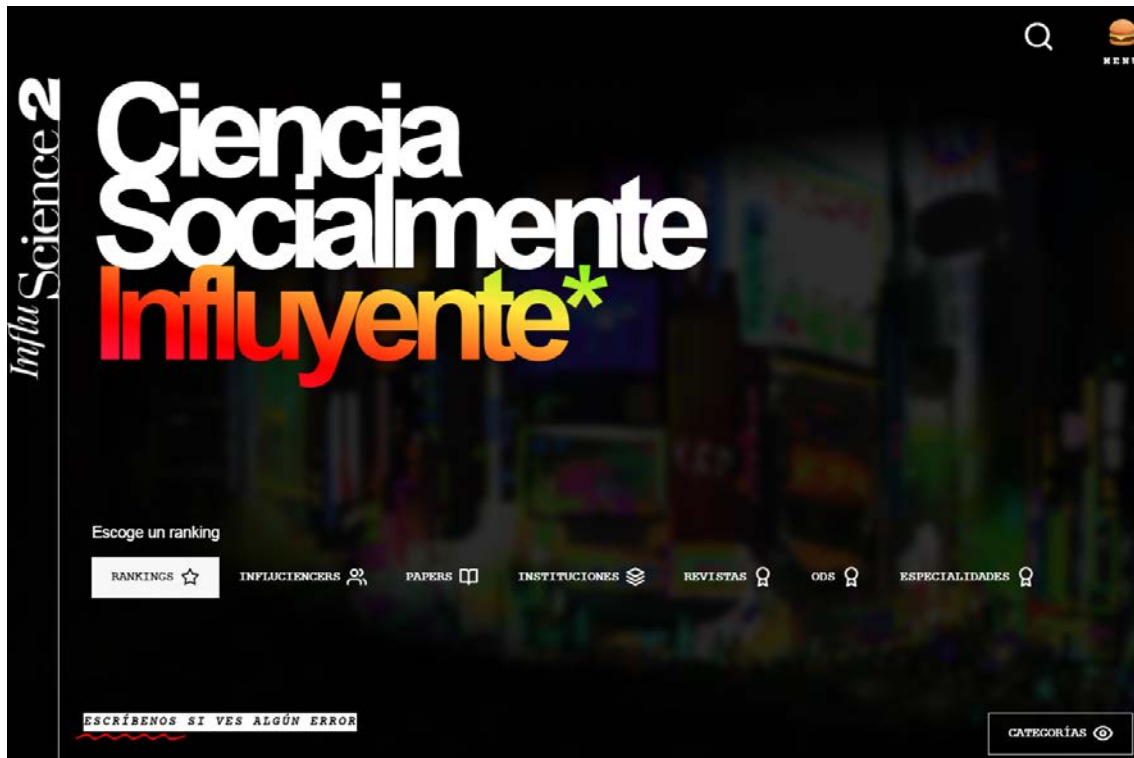 MENU
InfluScience2
Ciencia
Socialmente
Influyente*
Escoge un ranking
RANKINGS
INFLUCIENCERS
PAPERS
INSTITUCIONES
REVISTAS
ODS
ESPECIALIDADES
ESCRÍBENOS SI VES ALGÚN ERROR
CATEGORÍAS